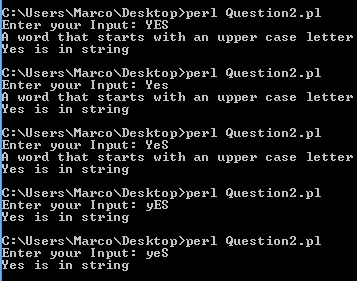 C:\Users\Marco\Desktop>perl Question2.pl
Enter your Input: YES
A word that starts with an upper case letter
Yes is in string
C:\Users\Marco\Desktop>perl Question2.pl
Enter your Input: Yes
A word that starts with an upper case letter
Yes is in string
C:\Users\Marco\Desktop>perl Question2.pl
Enter your Input: YeS
A word that starts with an upper case letter
Yes is in string
C:\Users\Marco\Desktop>perl Question2.pl
Enter your Input: yES
Yes is in string
C:\Users\Marco\Desktop>perl Question2.pl
Enter your Input: yeS
Yes is in string